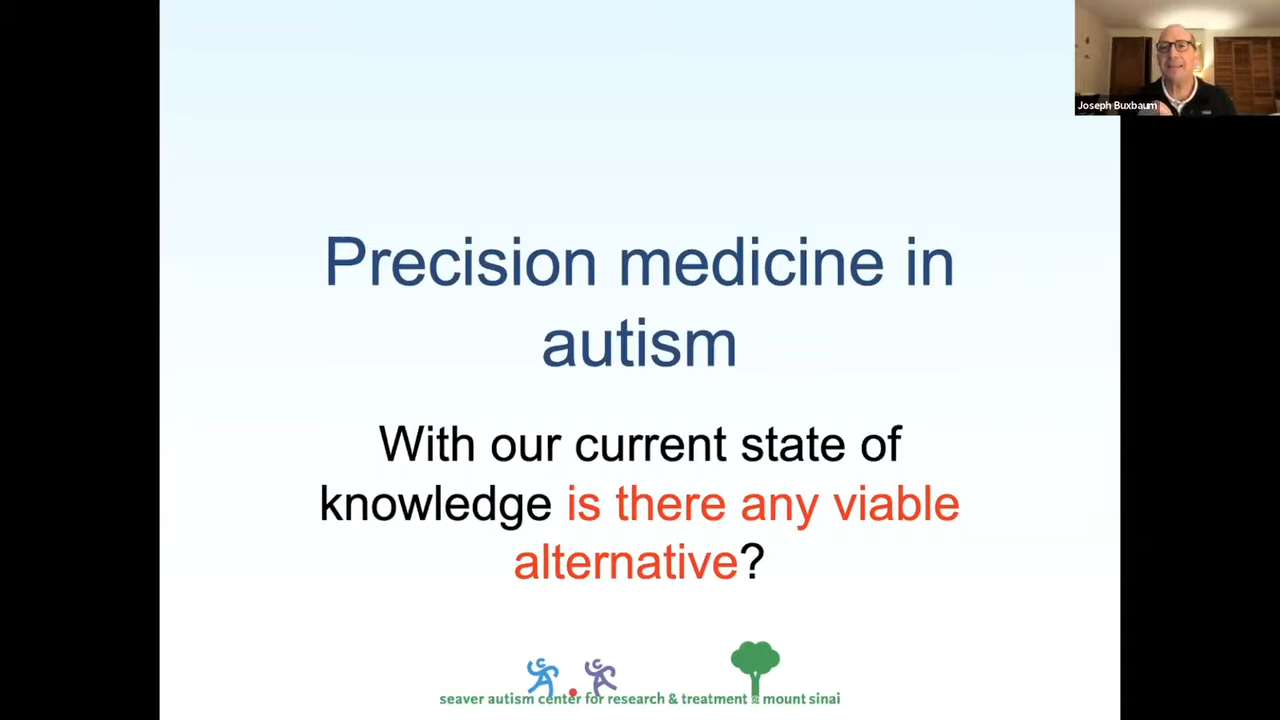 Joseph Buxbaum
Precision medicine in
autism
With our current state of
knowledge is there any viable
alternative?
seaver autism center for research & treatment at mount sinai